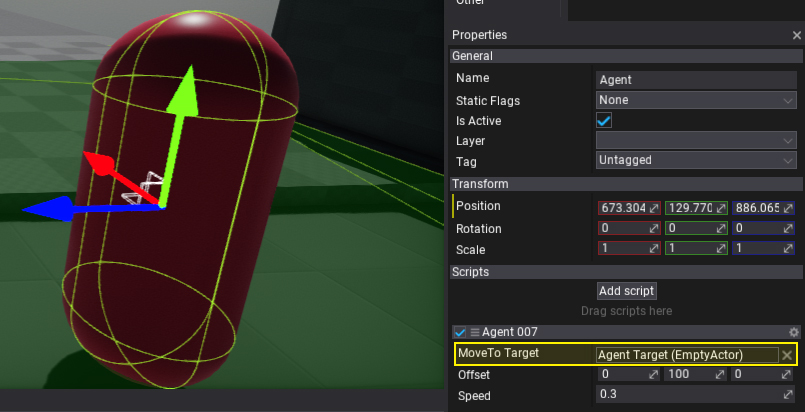 Other
Properties
General
Name Agent
Static Flags None
Is Active
Layer
Tag Untagged
Transform
Position 673.304 129.770 886.065
Rotation 0 0 0
Scale 1 1 1
Scripts
Add script
Drag scripts here
Agent 007
MoveTo Target Agent Target (EmptyActor)
Offset 0 100 0
Speed 0.3